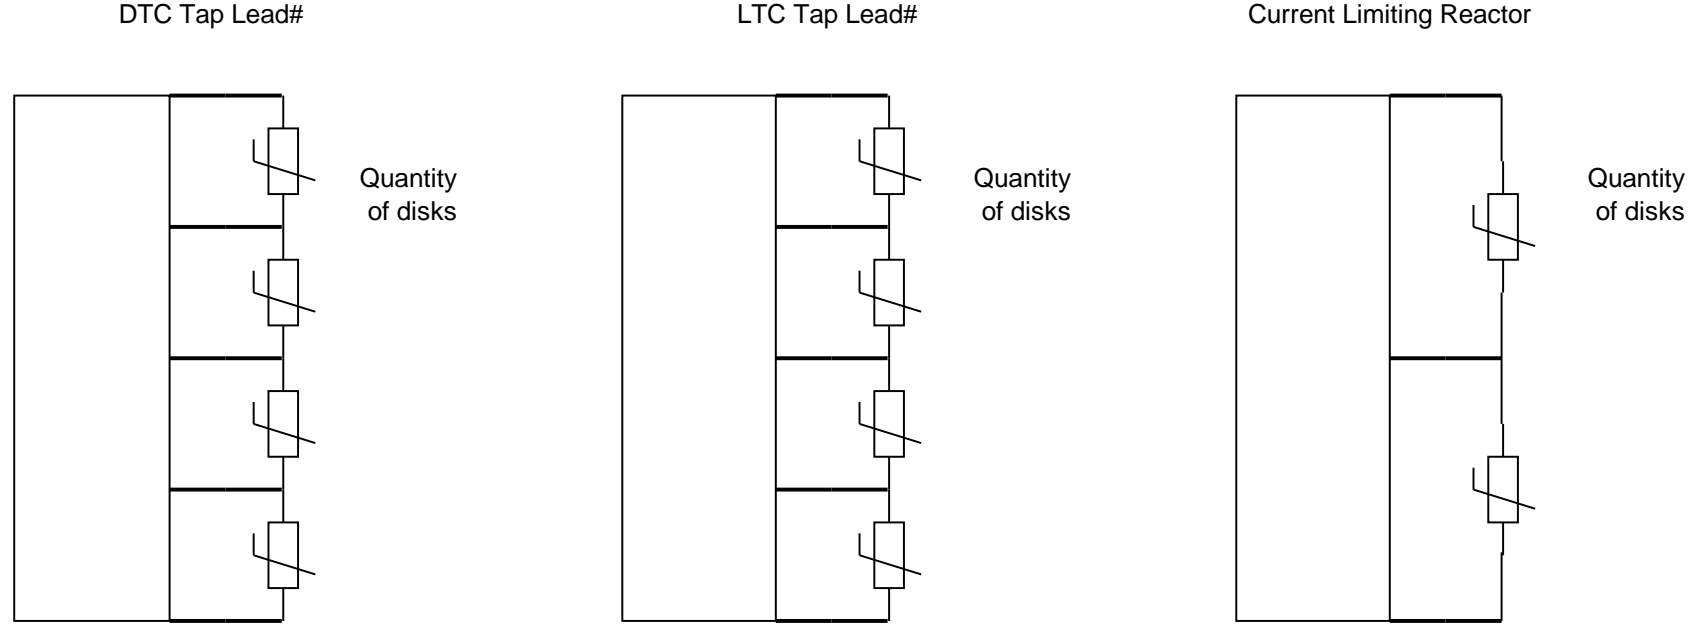 DTC Tap Lead#
LTC Tap Lead#
Current Limiting Reactor
Quantity
of disks
Quantity
of disks
Quantity
of disks